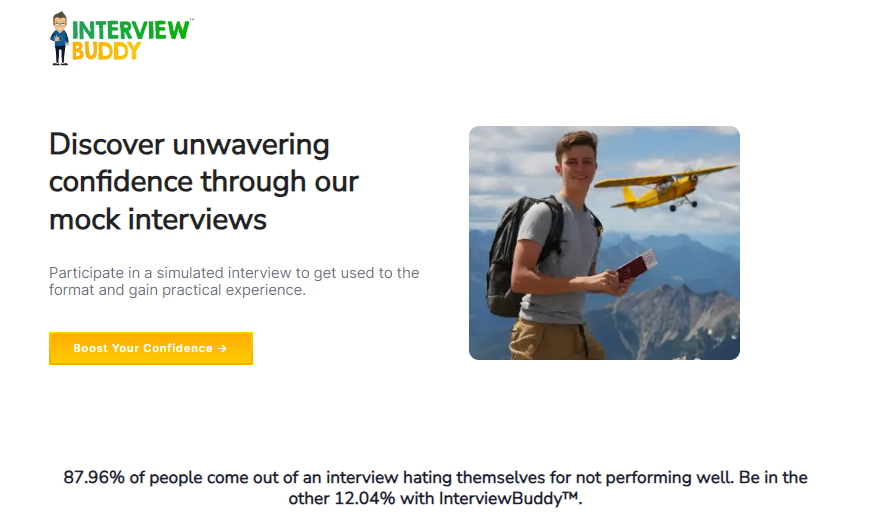 INTERVIEW™
BUDDY
Discover unwavering
confidence through our
mock interviews
Participate in a simulated interview to get used to the
format and gain practical experience.
Boost Your Confidence →
87.96% of people come out of an interview hating themselves for not performing well. Be in the
other 12.04% with InterviewBuddy™.